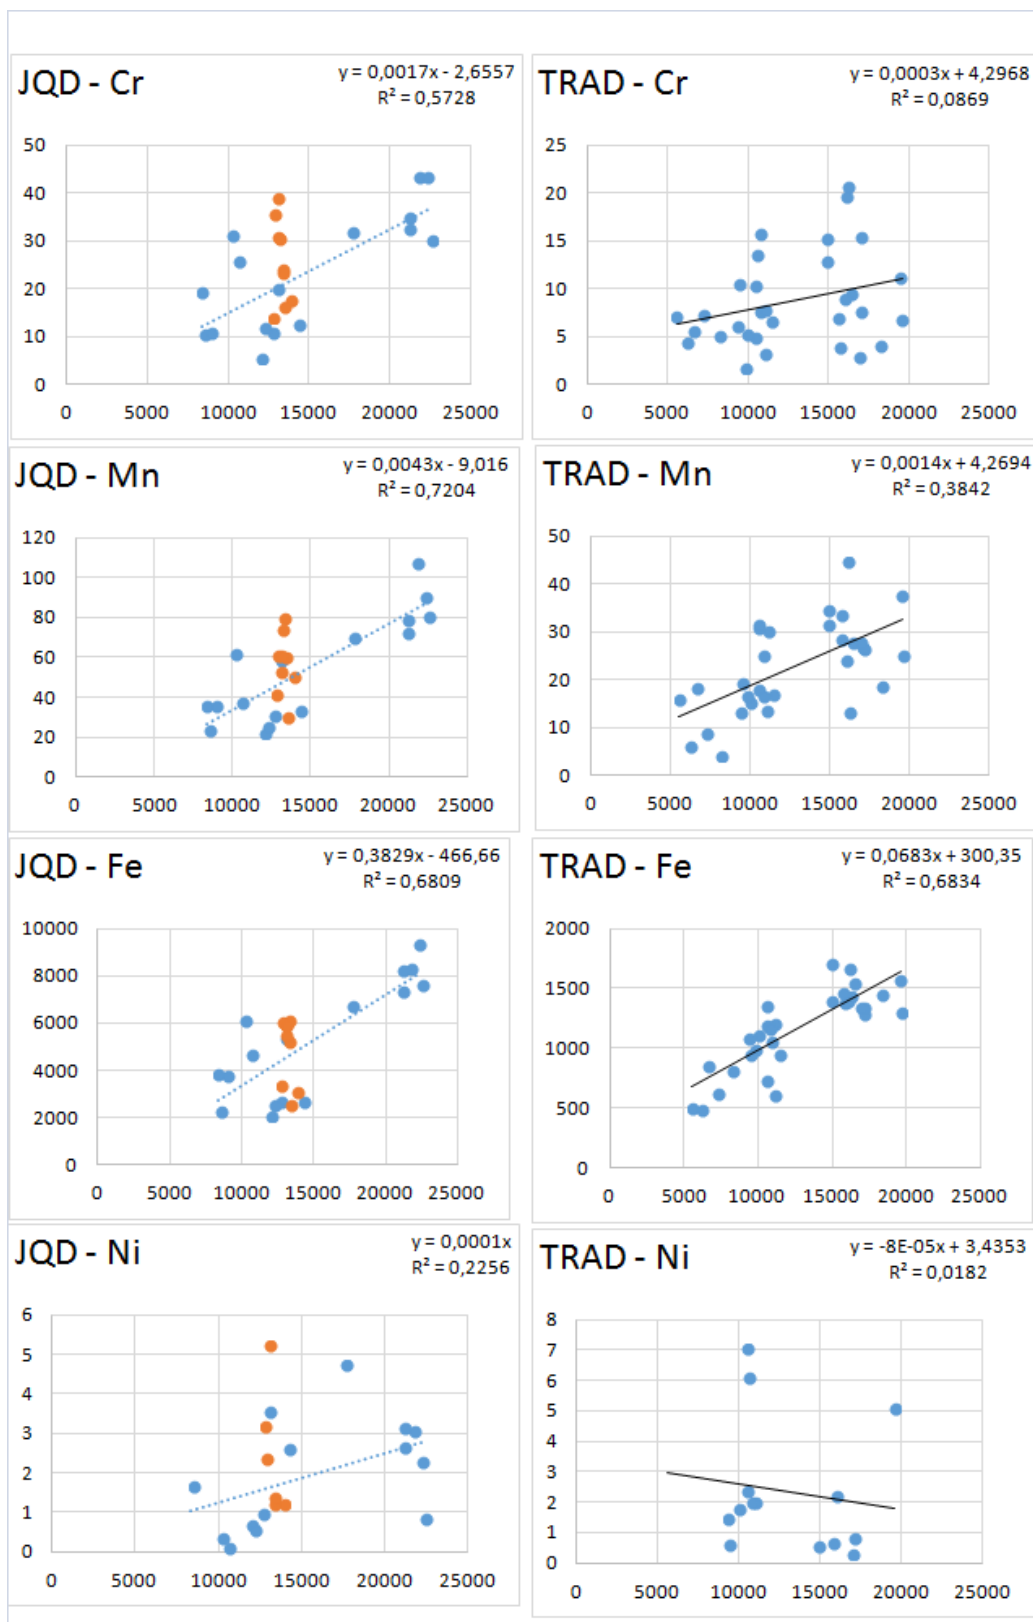 JQD - Cr
y = 0,0017x - 2,6557
R² = 0,5728
50
40
30
20
10
0
0 5000 10000 15000 20000 25000
TRAD - Cr
y = 0,0003x + 4,2968
R² = 0,0869
25
20
15
10
5
0
0 5000 10000 15000 20000 25000
JQD - Mn
y = 0,0043x - 9,016
R² = 0,7204
120
100
80
60
40
20
0
0 5000 10000 15000 20000 25000
TRAD - Mn
y = 0,0014x + 4,2694
R² = 0,3842
50
40
30
20
10
0
0 5000 10000 15000 20000 25000
JQD - Fe
y = 0,3829x - 466,66
R² = 0,6809
10000
8000
6000
4000
2000
0
0 5000 10000 15000 20000 25000
TRAD - Fe
y = 0,0683x + 300,35
R² = 0,6834
2000
1500
1000
500
0
0 5000 10000 15000 20000 25000
JQD - Ni
y = 0,0001x
R² = 0,2256
6
5
4
3
2
1
0
0 5000 10000 15000 20000 25000
TRAD - Ni
y = -8E-05x + 3,4353
R² = 0,0182
8
7
6
5
4
3
2
1
0
0 5000 10000 15000 20000 25000